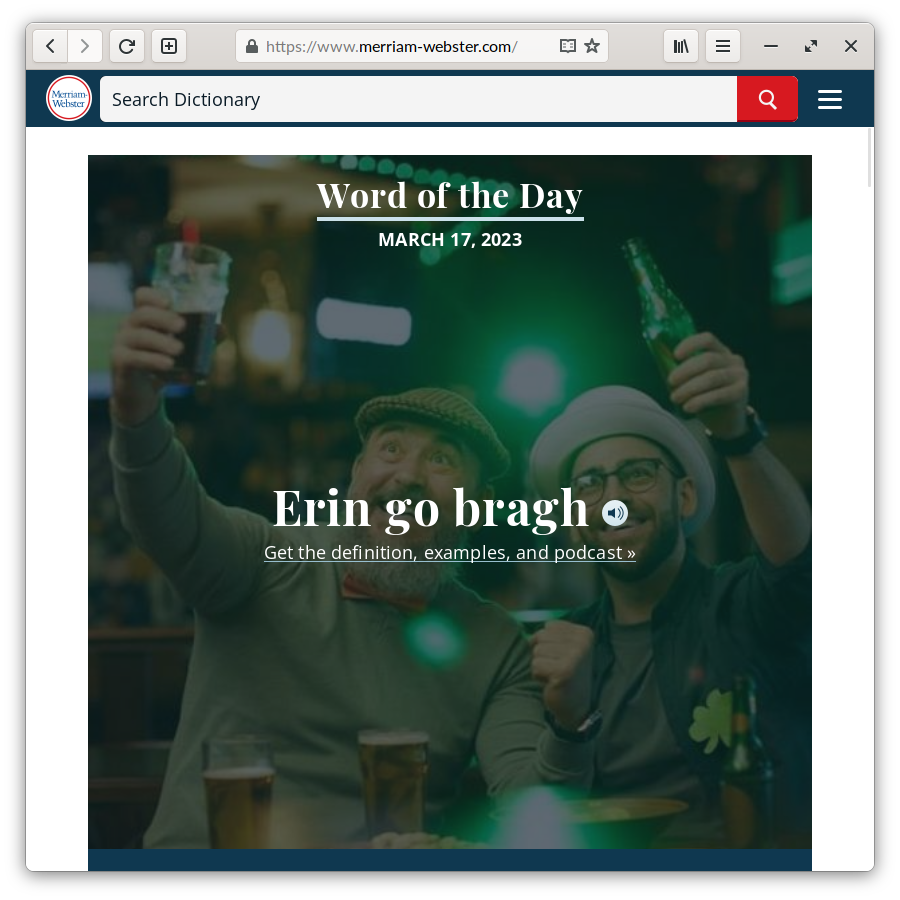 https://www.merriam-webster.com/
Merriam-
Webster
Search Dictionary
Word of the Day
MARCH 17, 2023
Erin go bragh
Get the definition, examples, and podcast »